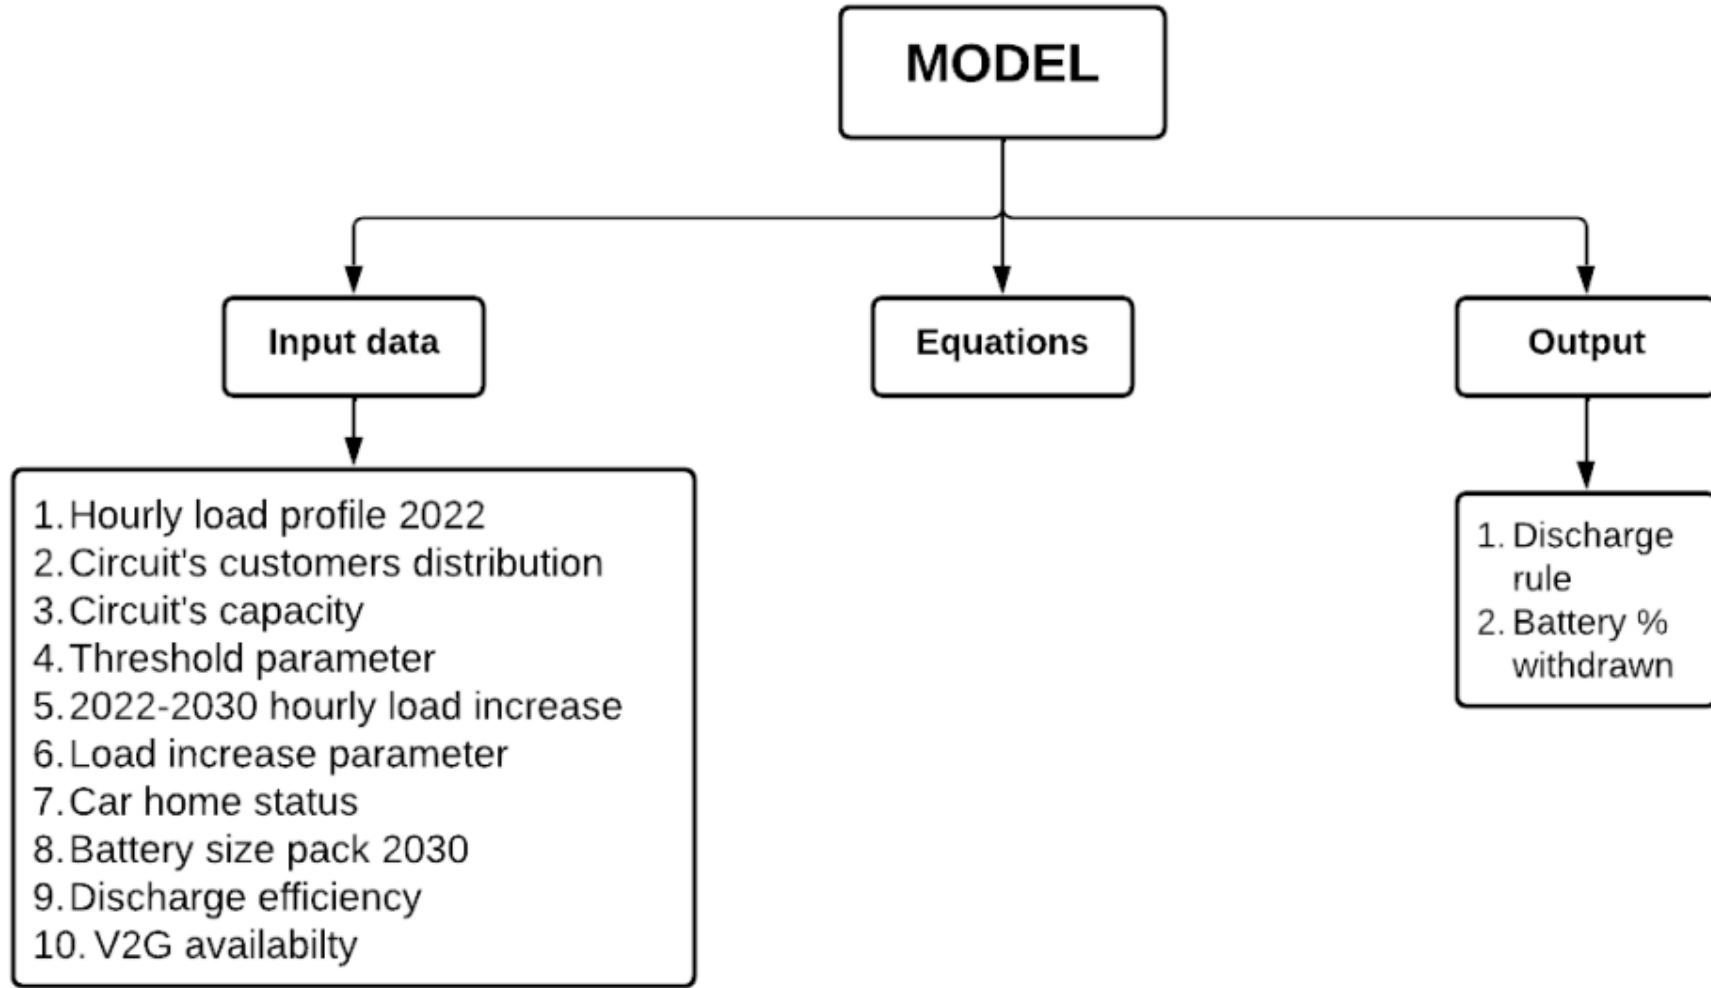 MODEL
Input data
Equations
Output
1. Hourly load profile 2022
2. Circuit's customers distribution
3. Circuit's capacity
4. Threshold parameter
5. 2022-2030 hourly load increase
6. Load increase parameter
7. Car home status
8. Battery size pack 2030
9. Discharge efficiency
10. V2G availabilty
1. Discharge
rule
2. Battery %
withdrawn